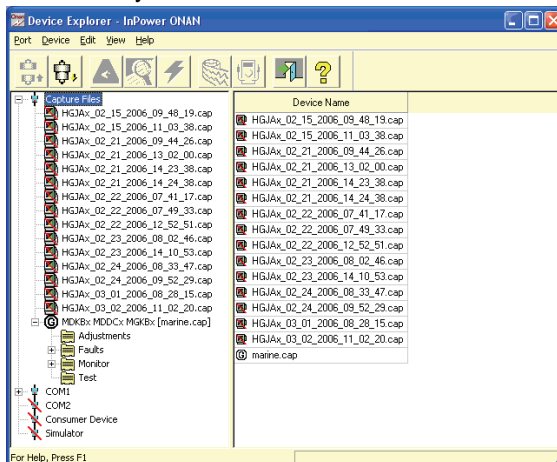 Device Explorer - InPower ONAN
Port Device Edit View Help
Capture Files
HGJAx_02_15_2006_09_48_19.cap
HGJAx_02_15_2006_11_03_38.cap
HGJAx_02_21_2006_09_44_26.cap
HGJAx_02_21_2006_13_02_00.cap
HGJAx_02_21_2006_14_23_38.cap
HGJAx_02_21_2006_14_24_38.cap
HGJAx_02_22_2006_07_41_17.cap
HGJAx_02_22_2006_07_49_33.cap
HGJAx_02_22_2006_12_52_51.cap
HGJAx_02_23_2006_08_02_46.cap
HGJAx_02_23_2006_14_10_53.cap
HGJAx_02_24_2006_08_33_47.cap
HGJAx_02_24_2006_09_52_29.cap
HGJAx_03_01_2006_08_28_15.cap
HGJAx_03_02_2006_11_02_20.cap
MDKBx MDDCx MGKBx [marine.cap]
Adjustments
Faults
Monitor
Test
COM1
COM2
Consumer Device
Simulator
Device Name
HGJAx_02_15_2006_09_48_19.cap
HGJAx_02_15_2006_11_03_38.cap
HGJAx_02_21_2006_09_44_26.cap
HGJAx_02_21_2006_13_02_00.cap
HGJAx_02_21_2006_14_23_38.cap
HGJAx_02_21_2006_14_24_38.cap
HGJAx_02_22_2006_07_41_17.cap
HGJAx_02_22_2006_07_49_33.cap
HGJAx_02_22_2006_12_52_51.cap
HGJAx_02_23_2006_08_02_46.cap
HGJAx_02_23_2006_14_10_53.cap
HGJAx_02_24_2006_08_33_47.cap
HGJAx_02_24_2006_09_52_29.cap
HGJAx_03_01_2006_08_28_15.cap
HGJAx_03_02_2006_11_02_20.cap
marine.cap
For Help, Press F1